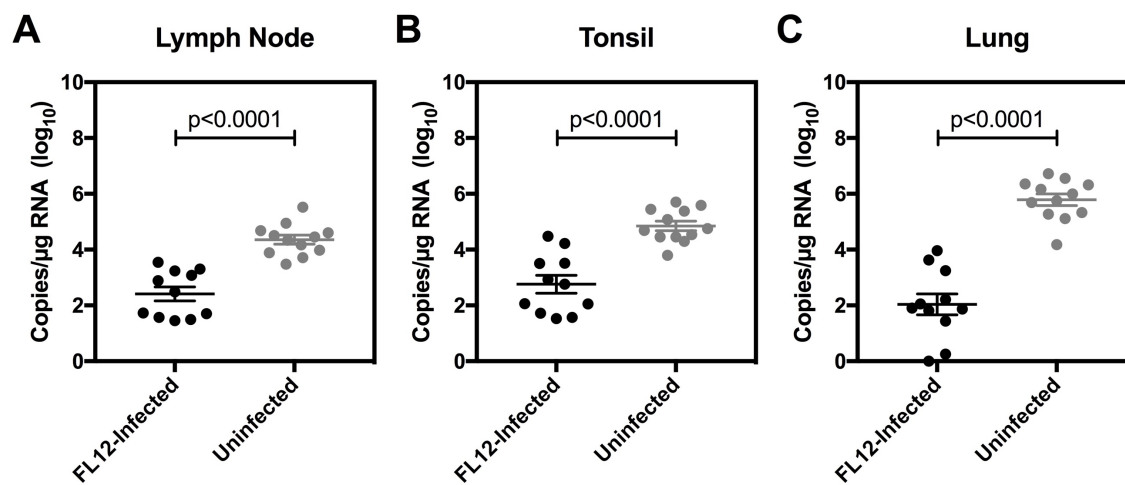 A Lymph Node
Copies/µg RNA (log10)
10
8
6
4
2
0
p<0.0001
FL12-Infected
Uninfected
B Tonsil
Copies/µg RNA (log10)
10
8
6
4
2
0
p<0.0001
FL12-Infected
Uninfected
C Lung
Copies/µg RNA (log10)
10
8
6
4
2
0
p<0.0001
FL12-Infected
Uninfected